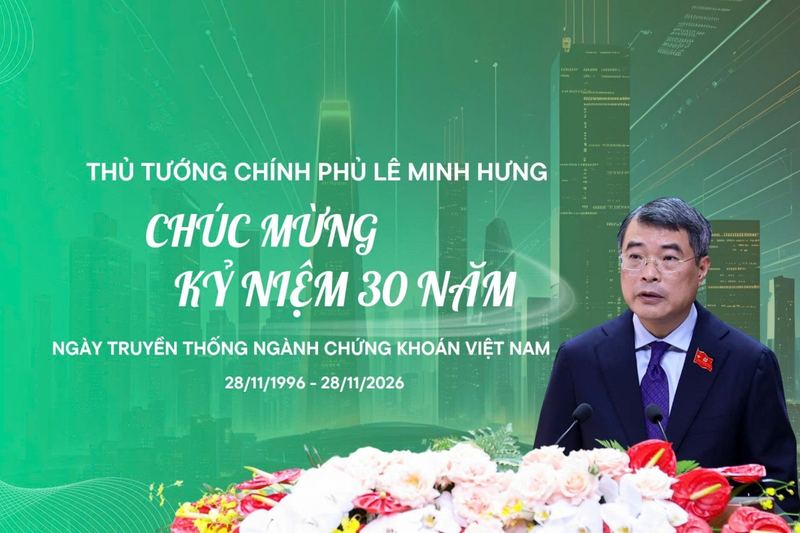 THỦ TƯỚNG CHÍNH PHỦ LÊ MINH HƯNG
CHÚC MỪNG
KỶ NIỆM 30 NĂM
NGÀY TRUYỀN THỐNG NGÀNH CHỨNG KHOÁN VIỆT NAM
28/11/1996 - 28/11/2026